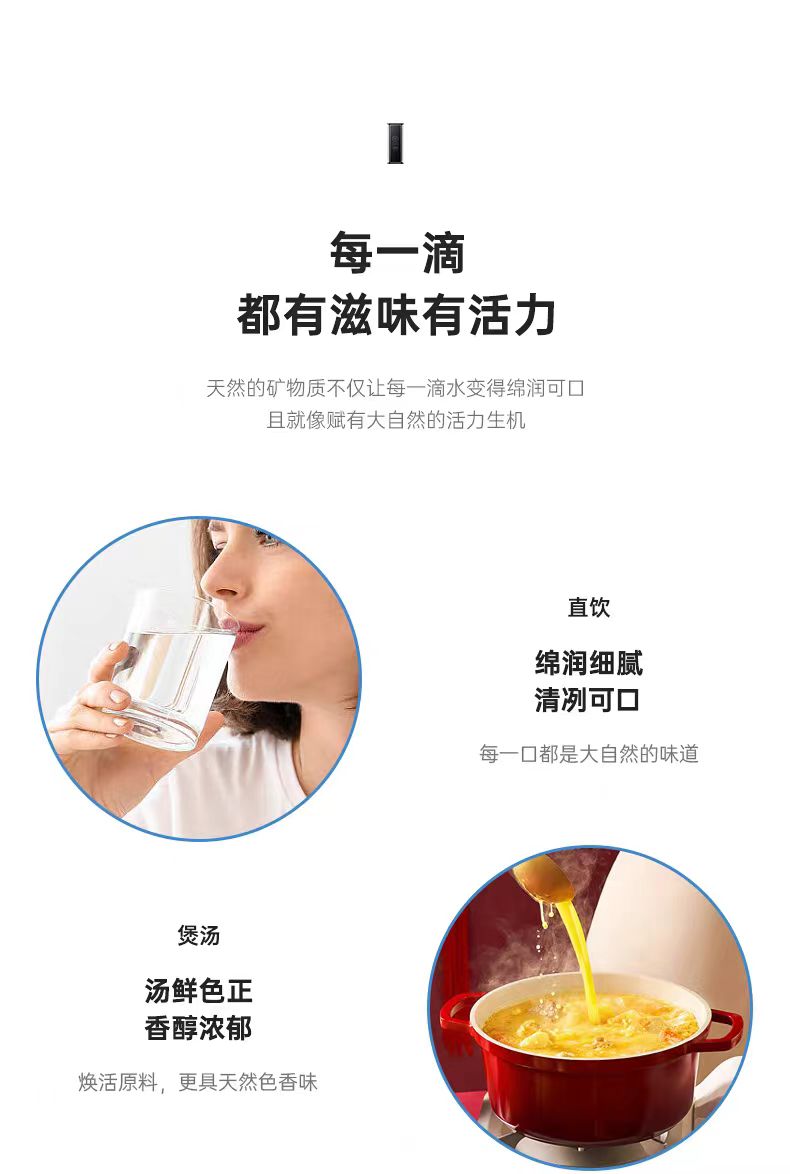 每一滴
都有滋味有活力
天然的矿物质不仅让每一滴水变得绵润可口
且就像赋有大自然的活力生机
直饮
绵润细腻
清冽可口
每一口都是大自然的味道
煲汤
汤鲜色正
香醇浓郁
焕活原料，更具天然色香味